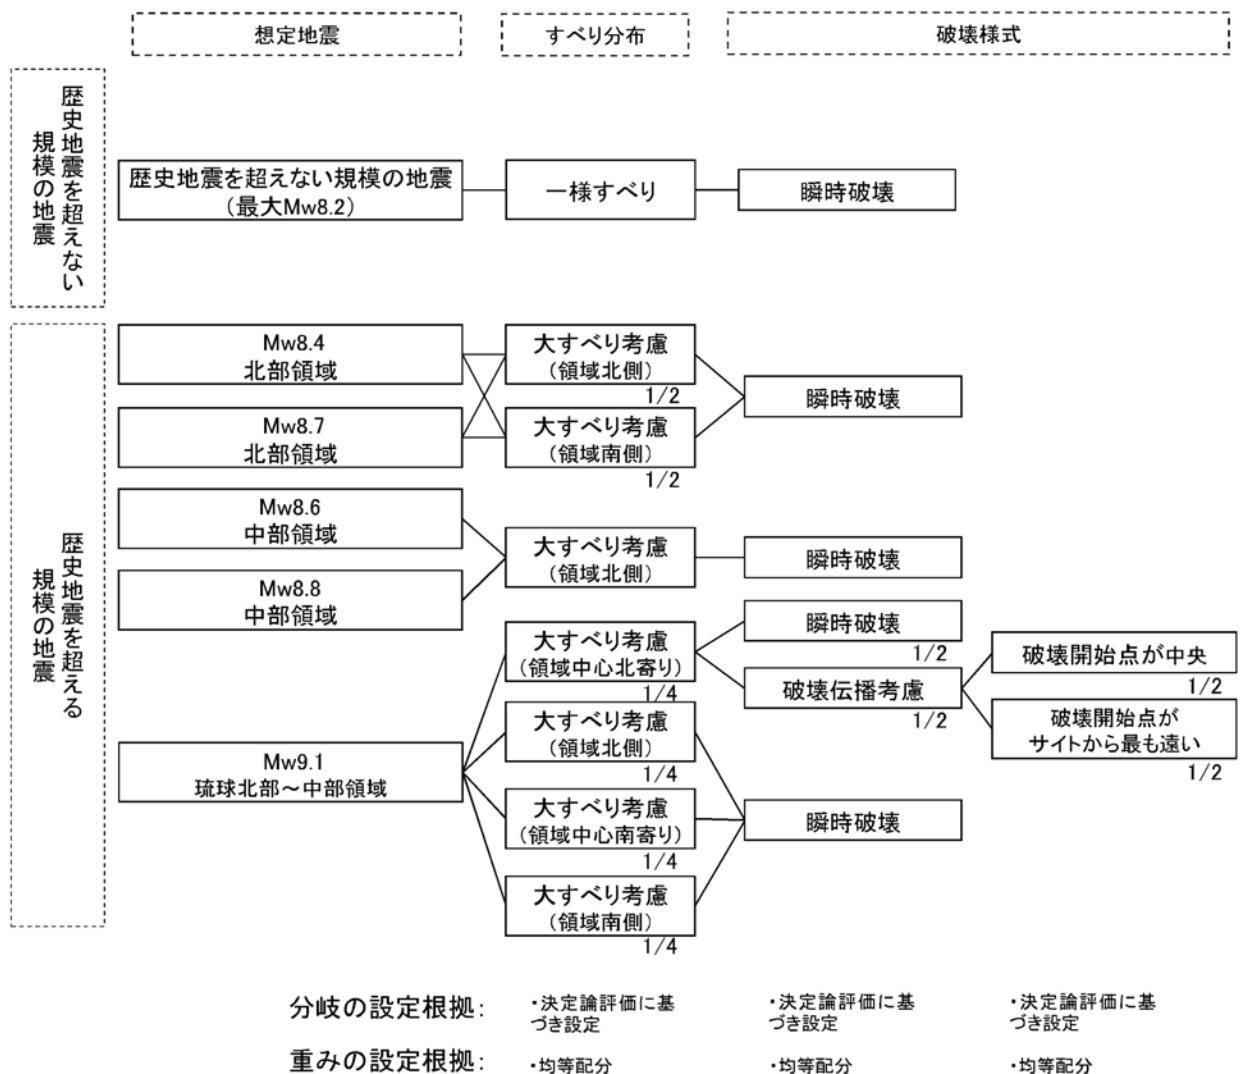 想定地震
すべり分布
破壊様式
歴史地震を超えない
規模の地震
歴史地震を超えない規模の地震
(最大Mw8.2)
一様すべり
瞬時破壊
歴史地震を超える
規模の地震
Mw8.4
北部領域
大すべり考慮
(領域北側)
1/2
瞬時破壊
Mw8.7
北部領域
大すべり考慮
(領域南側)
1/2
Mw8.6
中部領域
大すべり考慮
(領域北側)
瞬時破壊
Mw8.8
中部領域
大すべり考慮
(領域中心北寄り)
1/4
瞬時破壊
1/2
破壊伝播考慮
1/2
破壊開始点が中央
1/2
破壊開始点が
サイトから最も遠い
1/2
Mw9.1
琉球北部～中部領域
大すべり考慮
(領域北側)
1/4
大すべり考慮
(領域中心南寄り)
1/4
瞬時破壊
大すべり考慮
(領域南側)
1/4
分岐の設定根拠:
・決定論評価に基
づき設定
・決定論評価に基
づき設定
・決定論評価に基
づき設定
重みの設定根拠:
・均等配分
・均等配分
・均等配分